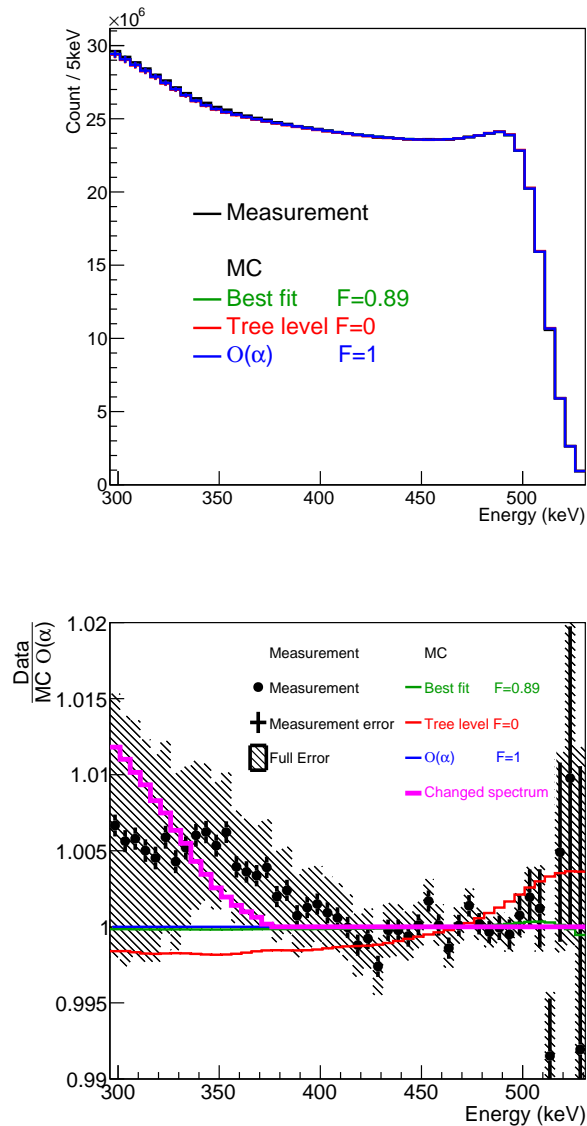 ×10⁶
Count / 5keV
30
25
20
15
10
5
0
Measurement
MC
Best fit F=0.89
Tree level F=0
O(α) F=1
300 350 400 450 500
Energy (keV)
Data
MC O(α)
1.02
1.015
1.01
1.005
1
0.995
0.99
Measurement MC
Measurement Best fit F=0.89
Measurement error Tree level F=0
Full Error O(α) F=1
Changed spectrum
300 350 400 450 500
Energy (keV)